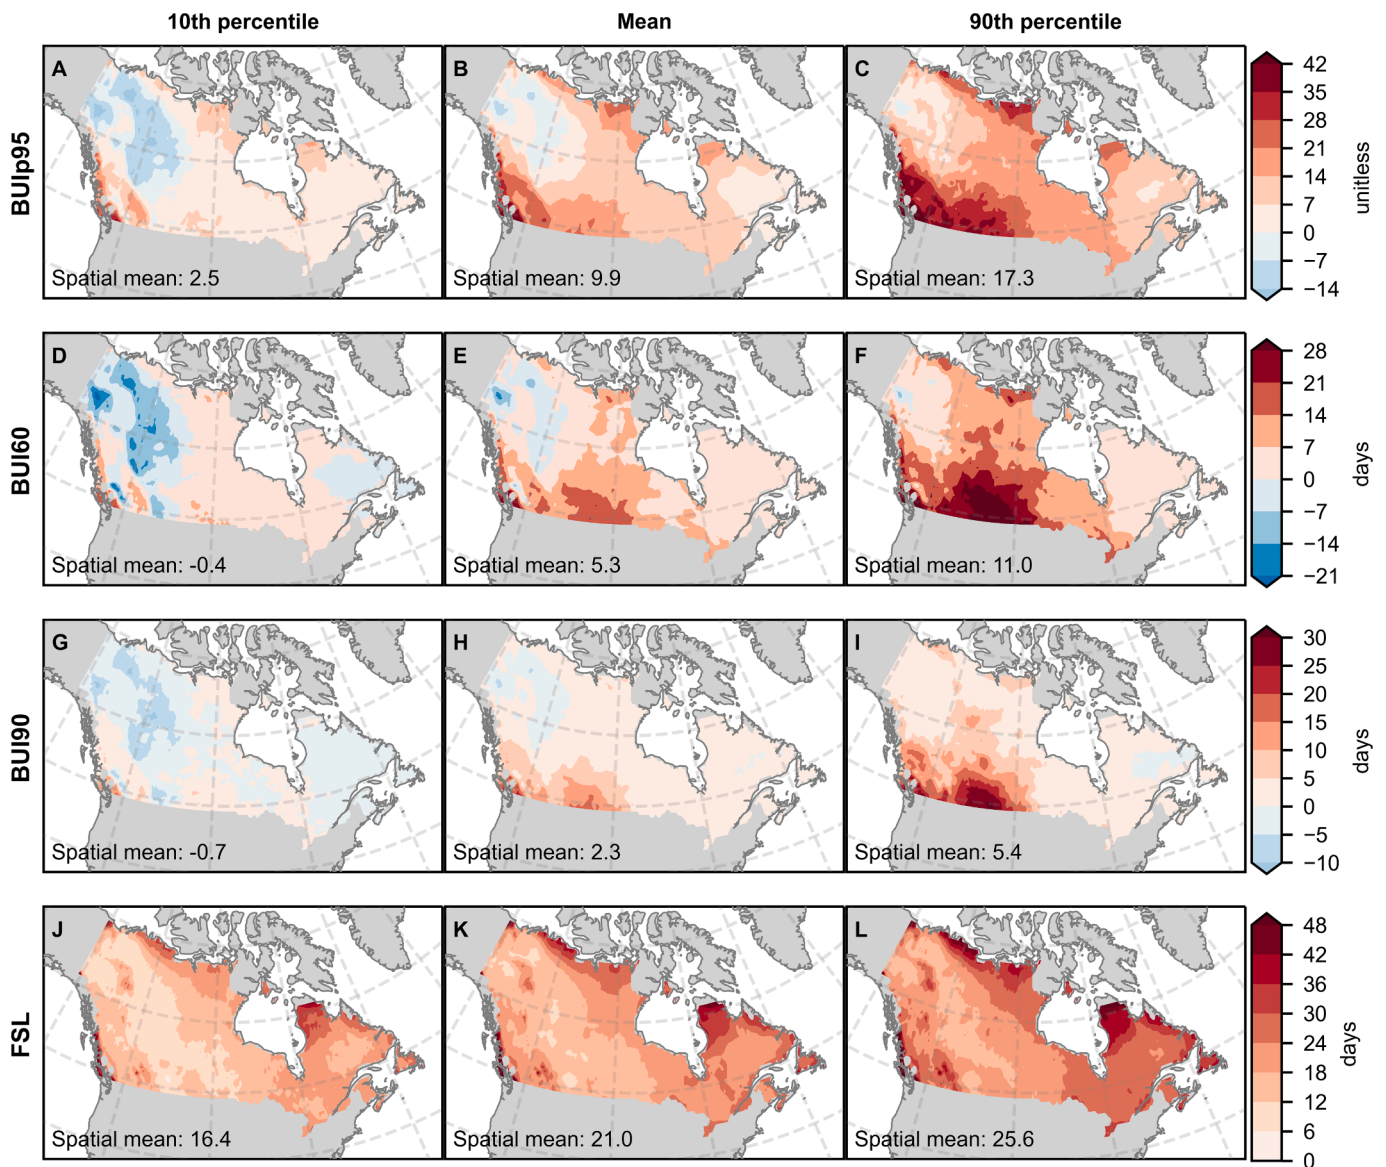 10th percentile Mean 90th percentile
BUIp95
A B C
Spatial mean: 2.5 Spatial mean: 9.9 Spatial mean: 17.3
42
35
28
21
14
7
0
−7
−14
unitless
BUI60
D E F
Spatial mean: -0.4 Spatial mean: 5.3 Spatial mean: 11.0
28
21
14
7
0
−7
−14
−21
days
BUI90
G H I
Spatial mean: -0.7 Spatial mean: 2.3 Spatial mean: 5.4
30
25
20
15
10
5
0
−5
−10
days
FSL
J K L
Spatial mean: 16.4 Spatial mean: 21.0 Spatial mean: 25.6
48
42
36
30
24
18
12
6
0
days